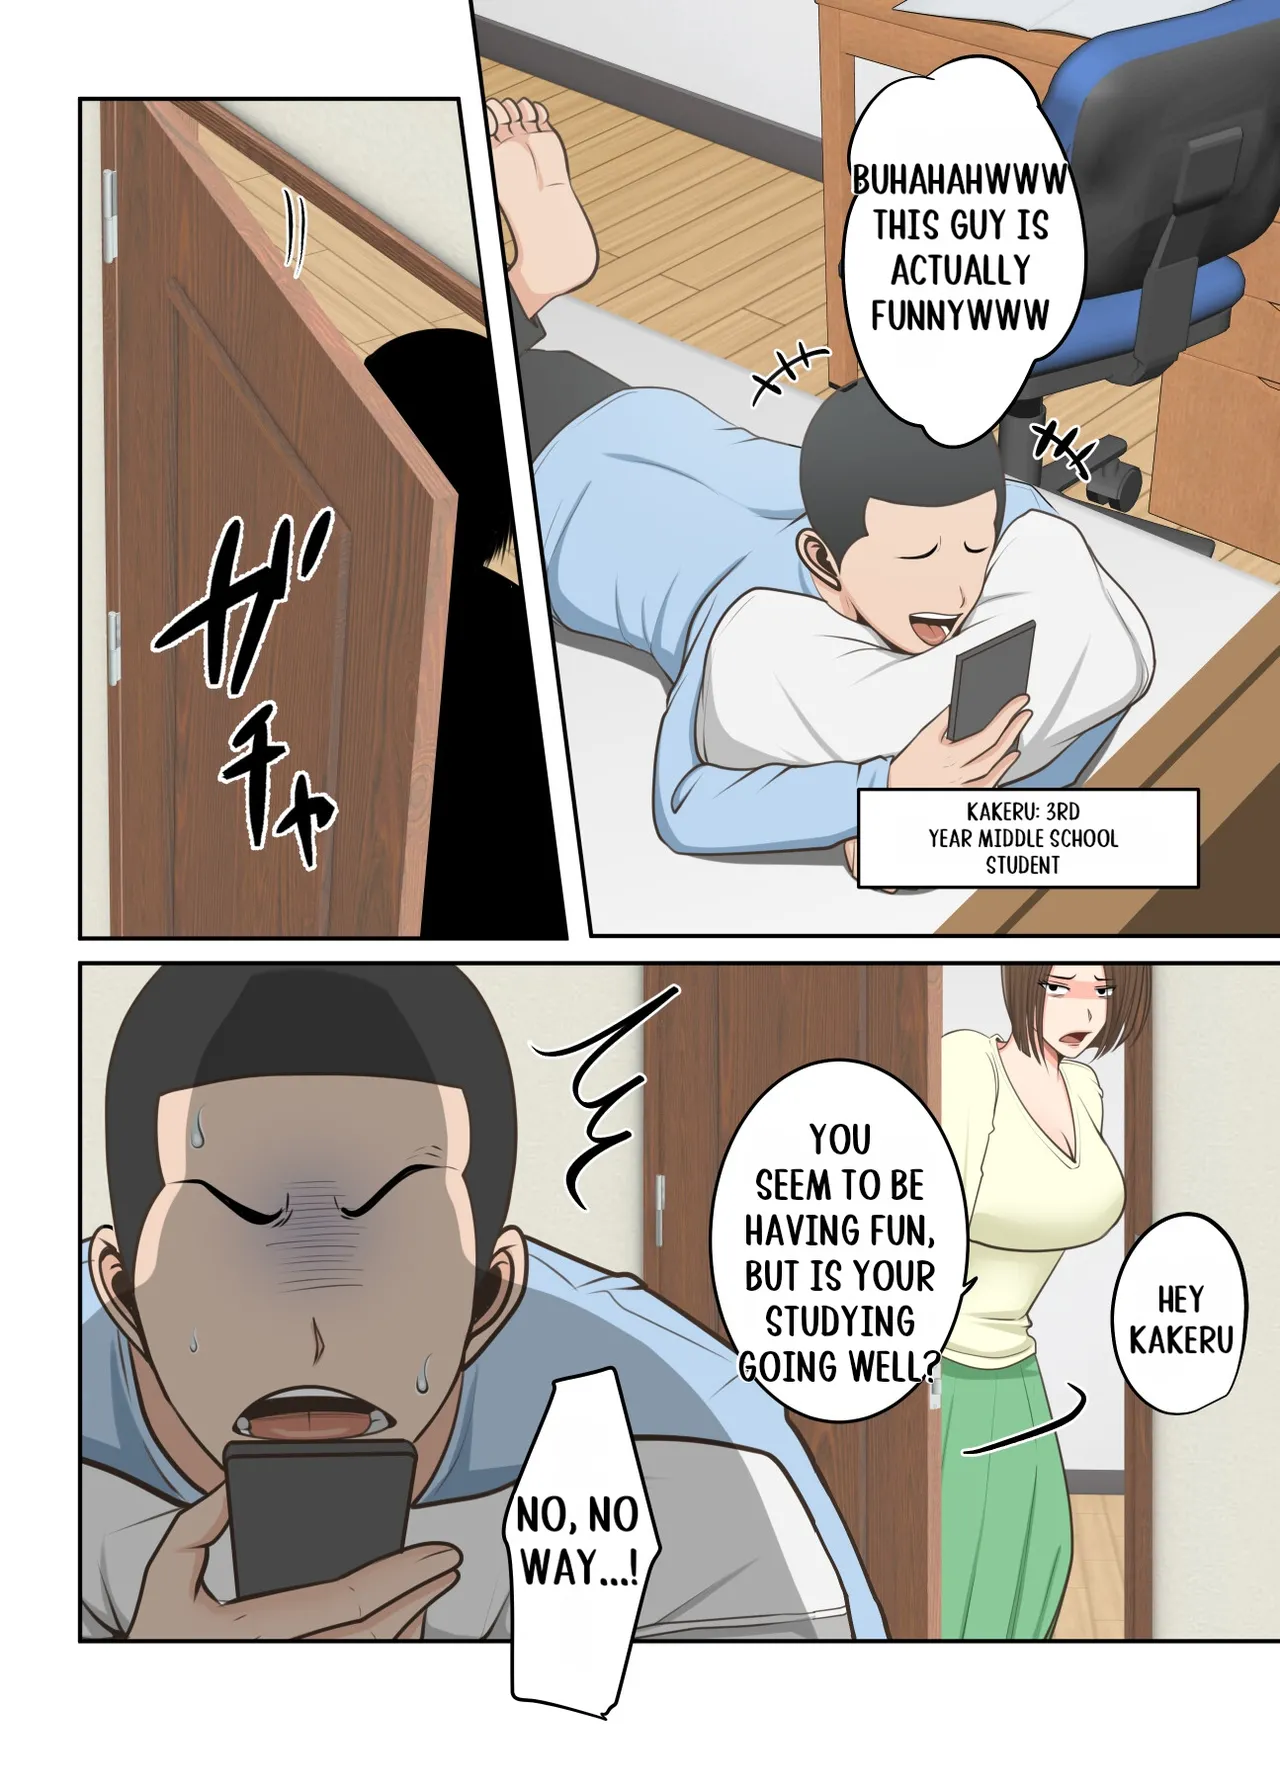 BUHAHAHWWW
THIS GUY IS
ACTUALLY
FUNNYWWW
KAKERU: 3RD
YEAR MIDDLE SCHOOL
STUDENT
ガチャ
HEY
KAKERU
YOU
SEEM TO BE
HAVING FUN,
BUT IS YOUR
STUDYING
GOING WELL?
NO, NO
WAY...!